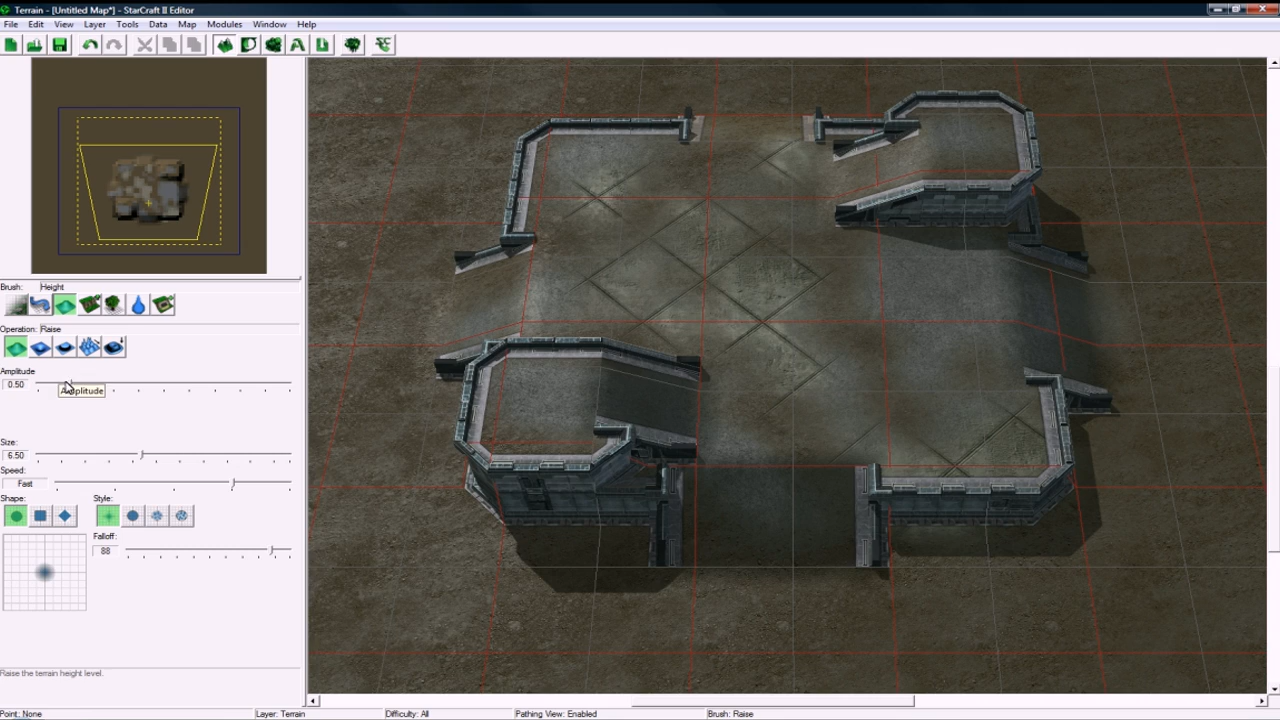 Terrain - [Untitled Map*] - StarCraft II Editor
File Edit View Layer Tools Data Map Modules Window Help
Brush: Height
Operation: Raise
Amplitude
0.50
Amplitude
Size:
6.50
Speed:
Fast
Shape: Style:
Falloff:
88
Raise the terrain height level.
Point: None Layer: Terrain Difficulty: All Pathing View: Enabled Brush: Raise